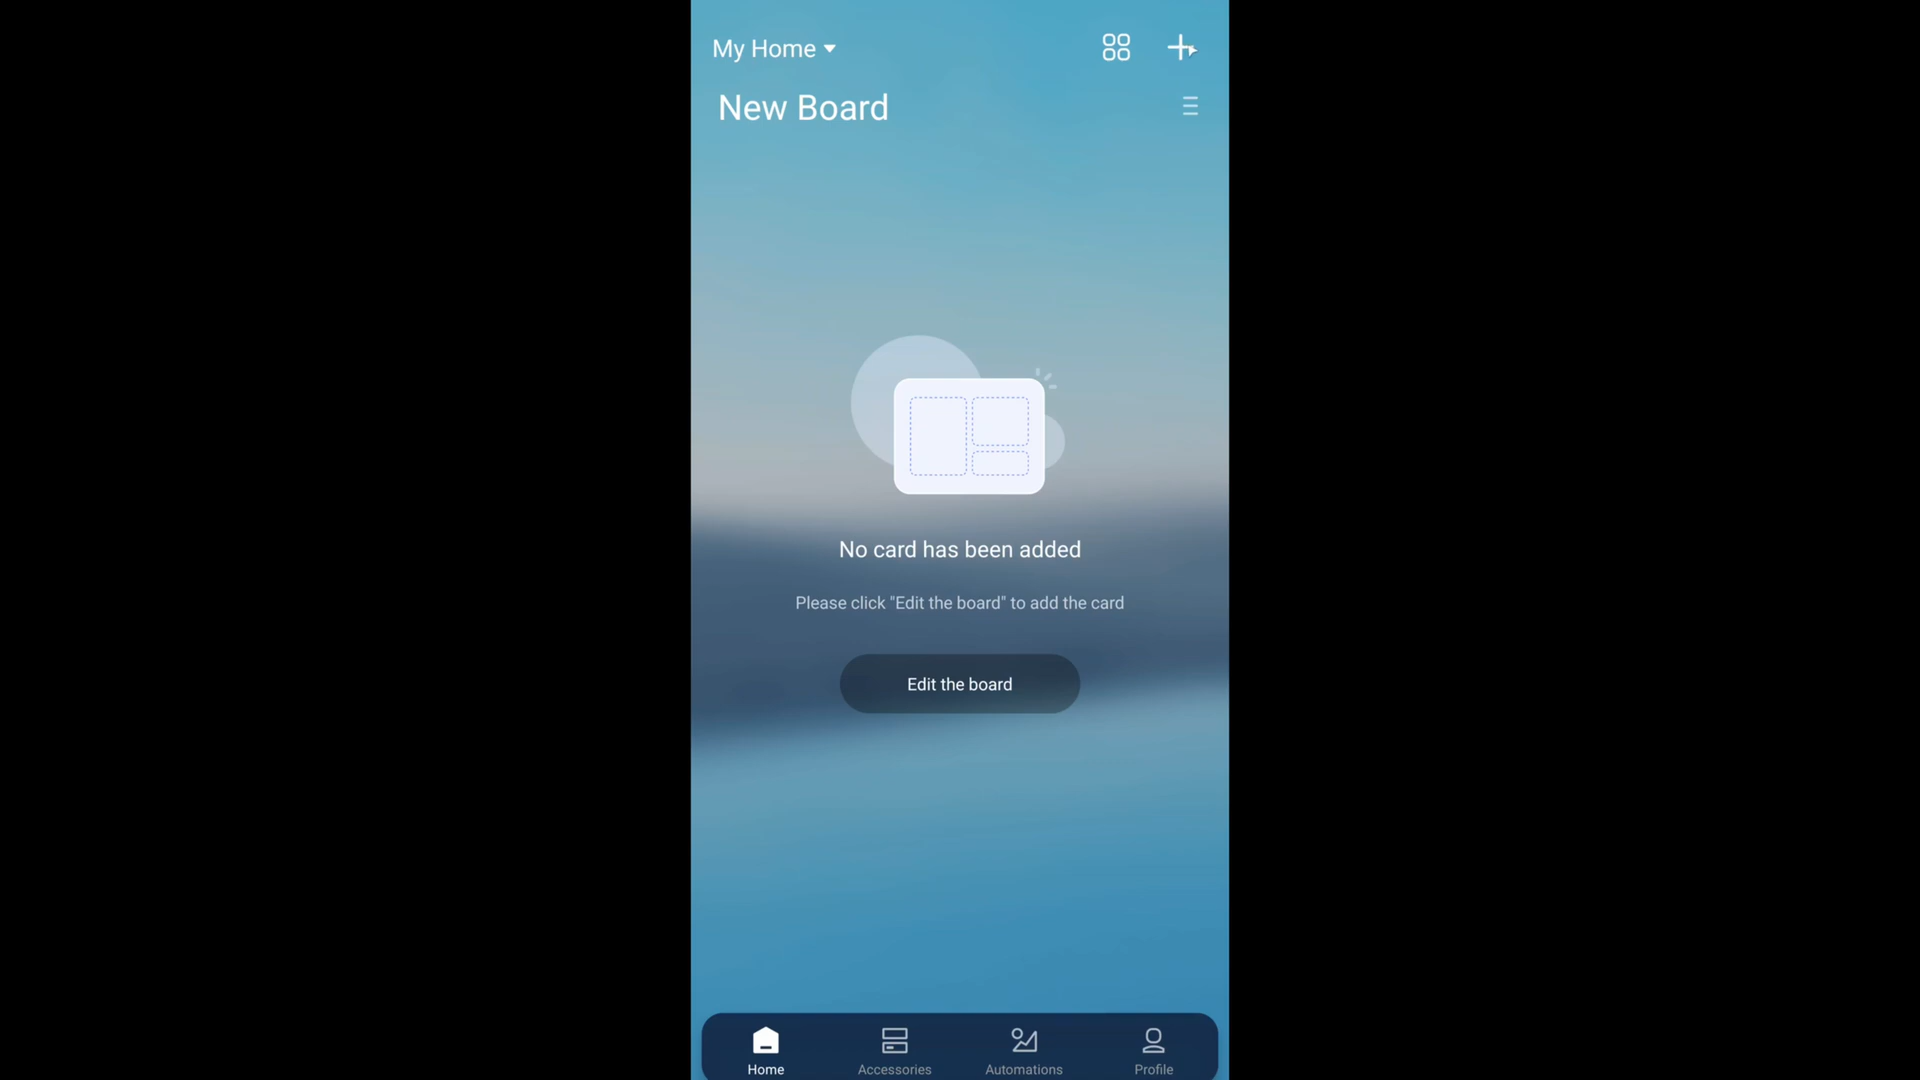 My Home
New Board
No card has been added
Please click "Edit the board" to add the card
Edit the board
Home
Accessories
Automations
Profile